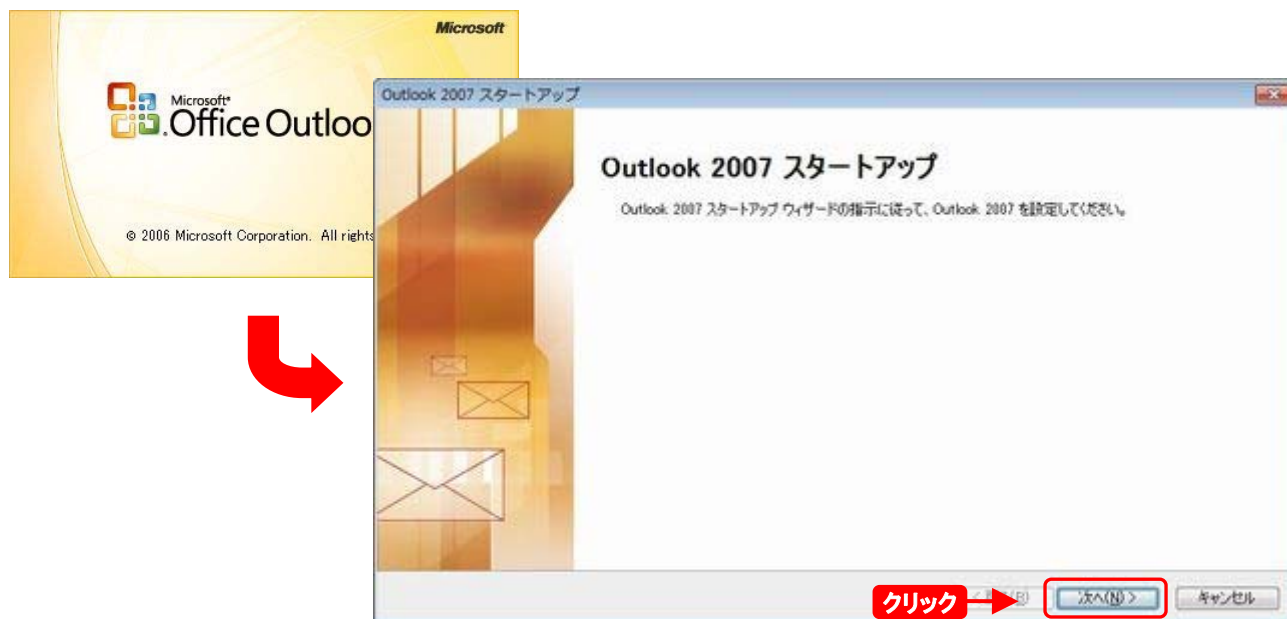 Microsoft
Microsoft®
Office Outloo
© 2006 Microsoft Corporation. All rights
Outlook 2007 スタートアップ
Outlook 2007 スタートアップ
Outlook 2007 スタートアップ ウィザードの指示に従って、Outlook 2007 を設定してください。
クリック
(B)
次へ(N) >
キャンセル